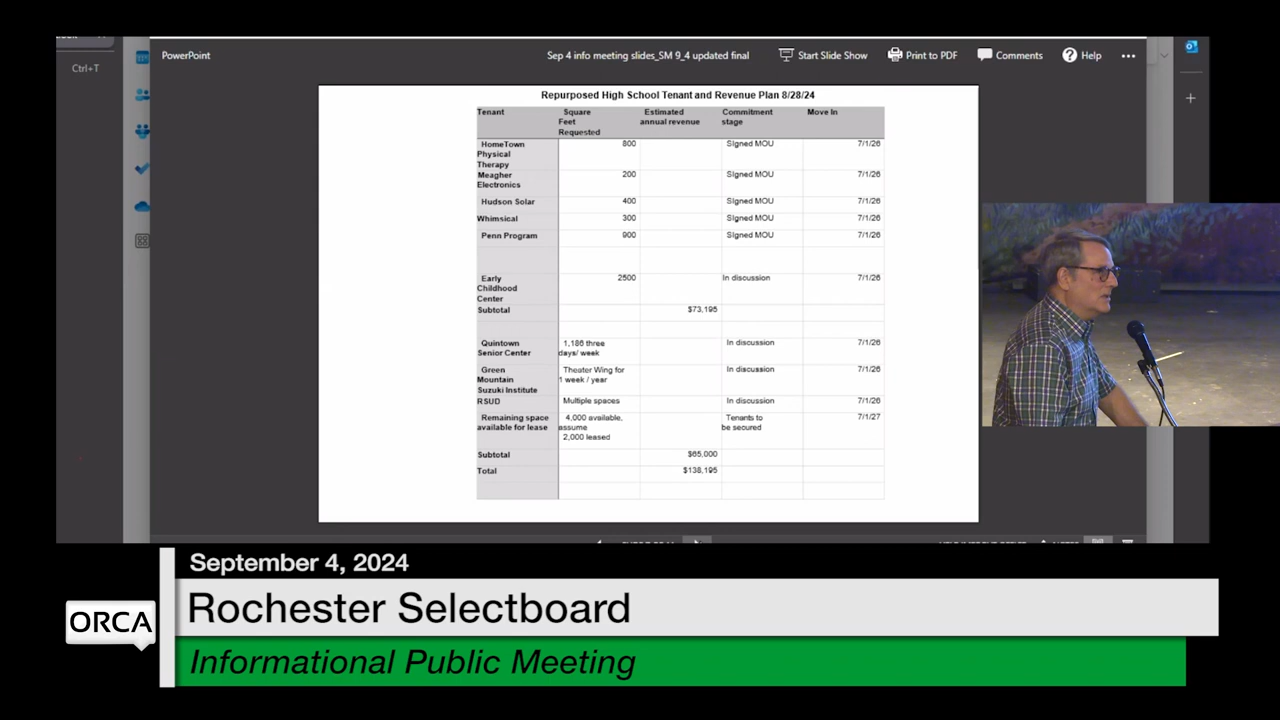 Ctrl+T
PowerPoint
Sep 4 info meeting slides_SM 9_4 updated final
Start Slide Show
Print to PDF
Comments
Help
Repurposed High School Tenant and Revenue Plan 8/28/24
Tenant
Square
Feet
Requested
Estimated
annual revenue
Commitment
stage
Move In
HomeTown
Physical
Therapy
800
SIgned MOU
7/1/26
Meagher
Electronics
200
SIgned MOU
7/1/26
Hudson Solar
400
SIgned MOU
7/1/26
Whimsical
300
SIgned MOU
7/1/26
Penn Program
900
SIgned MOU
7/1/26
Early
Childhood
Center
2500
In discussion
7/1/26
Subtotal
$73,195
Quintown
Senior Center
1,186 three
days/ week
In discussion
7/1/26
Green
Mountain
Suzuki Institute
Theater Wing for
1 week / year
In discussion
7/1/26
RSUD
Multiple spaces
In discussion
7/1/26
Remaining space
available for lease
4,000 available,
assume
2,000 leased
Tenants to
be secured
7/1/27
Subtotal
$65,000
Total
$138,195
September 4, 2024
ORCA
Rochester Selectboard
Informational Public Meeting